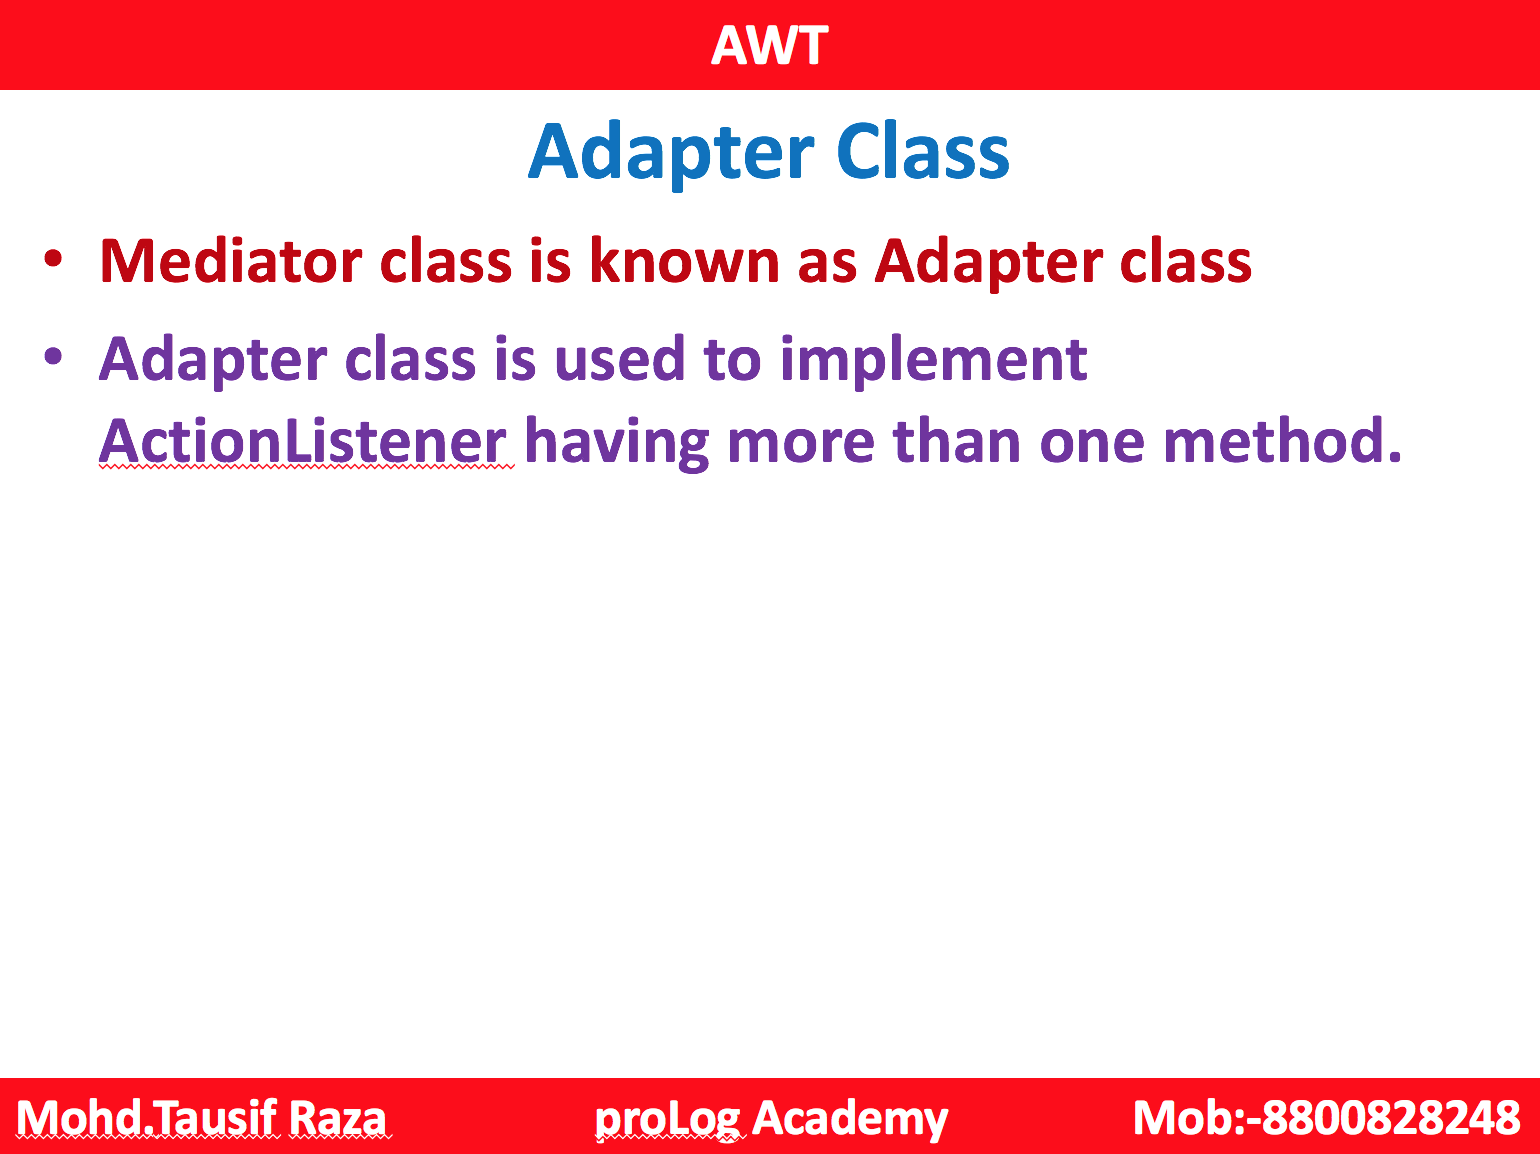 AWT
Adapter Class
• Mediator class is known as Adapter class
• Adapter class is used to implement
ActionListener having more than one method.
Mohd.Tausif Raza proLog Academy Mob:-8800828248